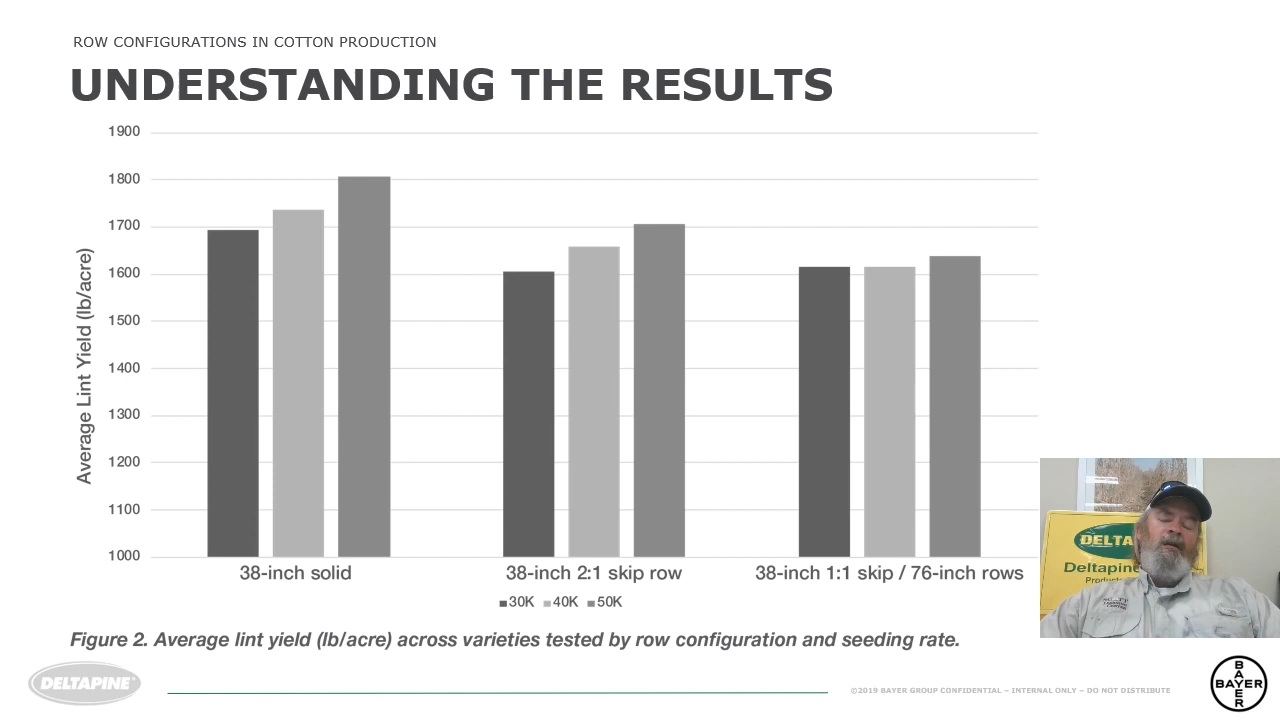 ROW CONFIGURATIONS IN COTTON PRODUCTION
UNDERSTANDING THE RESULTS
1900
1800
1700
1600
1500
1400
1300
1200
1100
1000
Average Lint Yield (lb/acre)
38-inch solid
38-inch 2:1 skip row
38-inch 1:1 skip / 76-inch rows
30K 40K 50K
Figure 2. Average lint yield (lb/acre) across varieties tested by row configuration and seeding rate.
DELTA
Deltapine
DELTAPINE®
©2019 BAYER GROUP CONFIDENTIAL – INTERNAL ONLY – DO NOT DISTRIBUTE
BAYER
BAYER